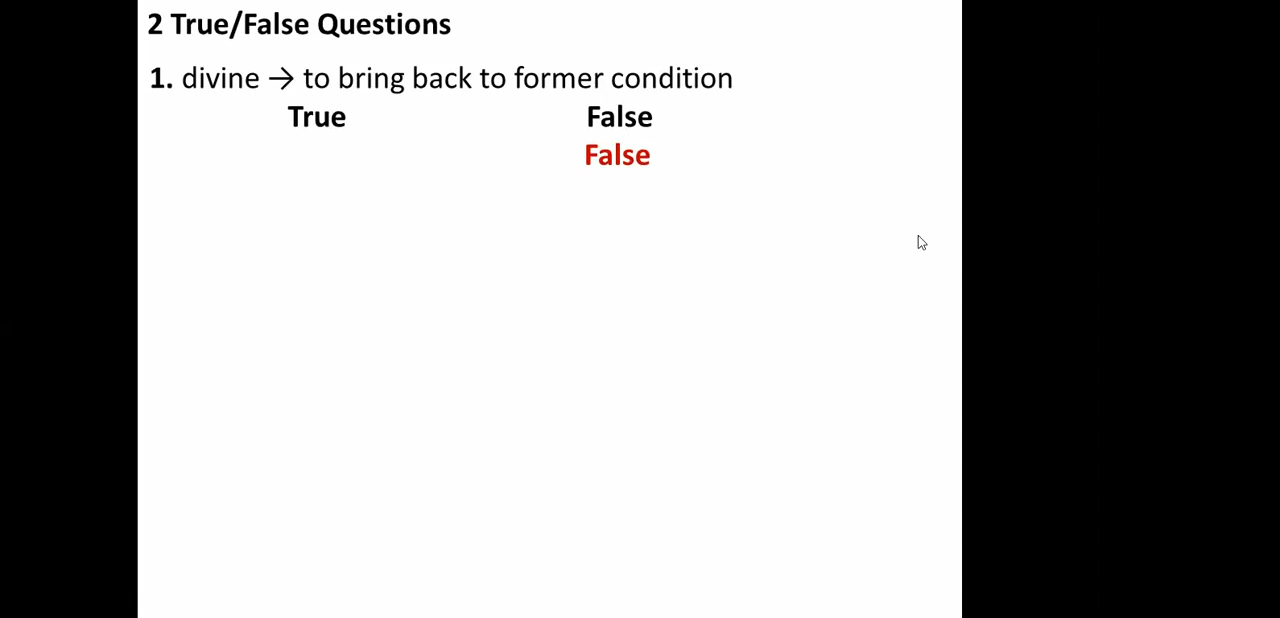 2 True/False Questions
1. divine → to bring back to former condition
True False
False